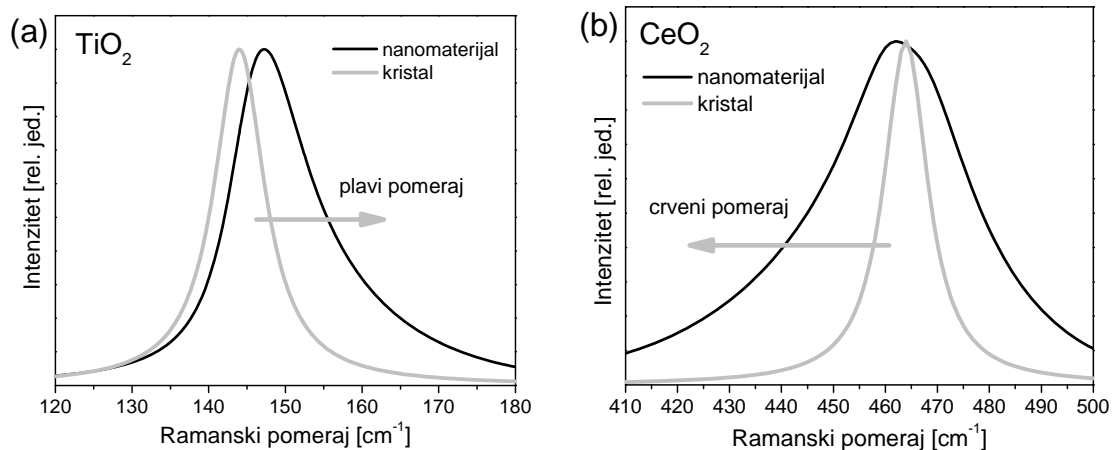 (a)
TiO₂
nanomaterijal
kristal
plavi pomeraj
Intenzitet [rel. jed.]
120 130 140 150 160 170 180
Ramanski pomeraj [cm⁻¹]
(b)
CeO₂
nanomaterijal
kristal
crveni pomeraj
Intenzitet [rel. jed.]
410 420 430 440 450 460 470 480 490 500
Ramanski pomeraj [cm⁻¹]